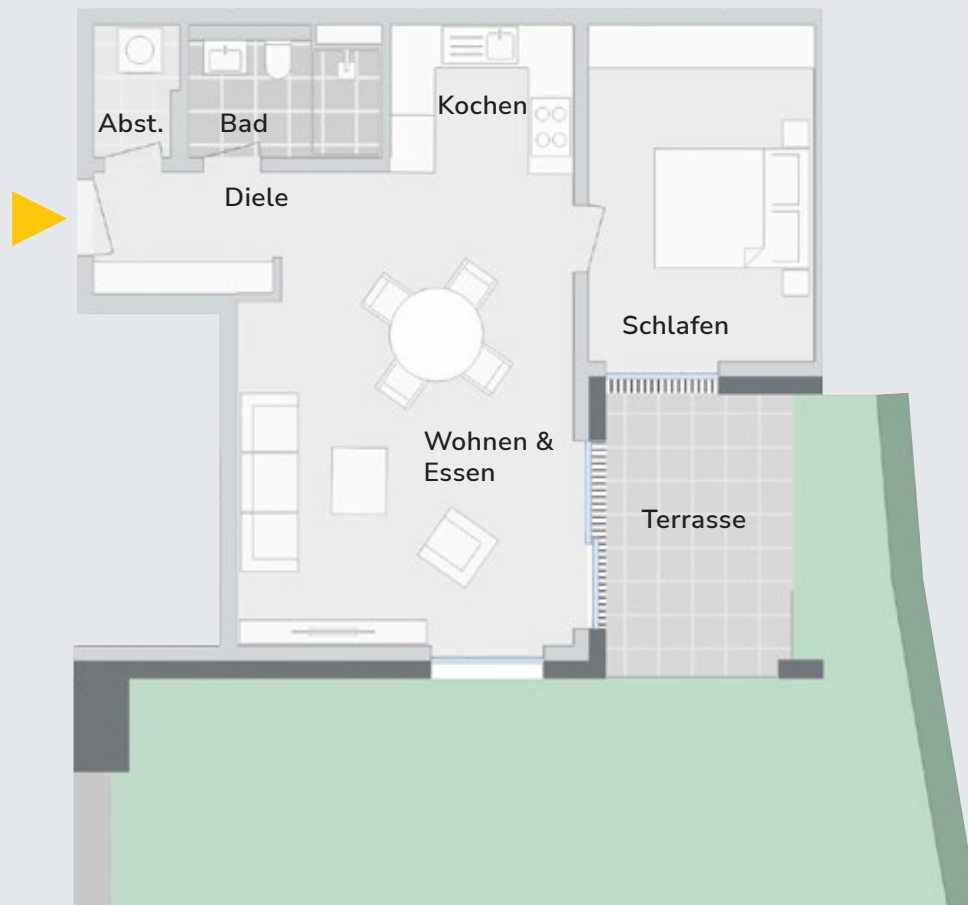 Kochen
Abst.
Bad
Diele
Schlafen
Wohnen &
Essen
Terrasse